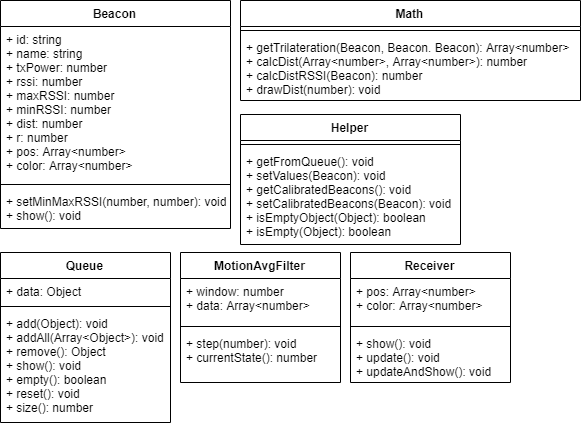 Beacon
+ id: string
+ name: string
+ txPower: number
+ rssi: number
+ maxRSSI: number
+ minRSSI: number
+ dist: number
+ r: number
+ pos: Array<number>
+ color: Array<number>
+ setMinMaxRSSI(number, number): void
+ show(): void
Math
+ getTrilateration(Beacon, Beacon. Beacon): Array<number>
+ calcDist(Array<number>, Array<number>): number
+ calcDistRSSI(Beacon): number
+ drawDist(number): void
Helper
+ getFromQueue(): void
+ setValues(Beacon): void
+ getCalibratedBeacons(): void
+ setCalibratedBeacons(Beacon): void
+ isEmptyObject(Object): boolean
+ isEmpty(Object): boolean
Queue
+ data: Object
+ add(Object): void
+ addAll(Array<Object>): void
+ remove(): Object
+ show(): void
+ empty(): boolean
+ reset(): void
+ size(): number
MotionAvgFilter
+ window: number
+ data: Array<number>
+ step(number): void
+ currentState(): number
Receiver
+ pos: Array<number>
+ color: Array<number>
+ show(): void
+ update(): void
+ updateAndShow(): void